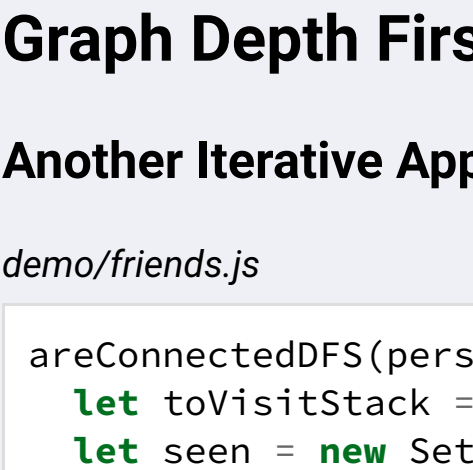 Graph Depth Firs
Another Iterative App
demo/friends.js
areConnectedDFS(pers
let toVisitStack =
let seen = new Set